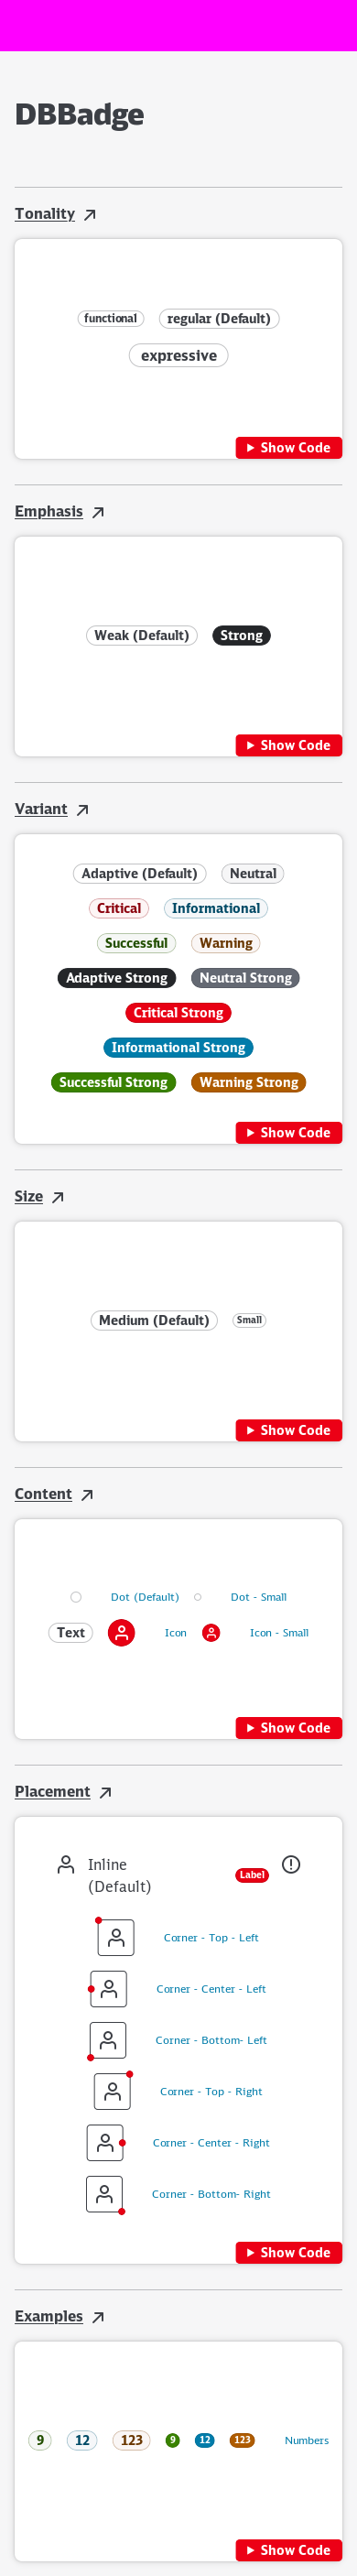 DBBadge
Tonality
functional regular (Default)
expressive
Show Code
Emphasis
Weak (Default) Strong
Show Code
Variant
Adaptive (Default) Neutral
Critical Informational
Successful Warning
Adaptive Strong Neutral Strong
Critical Strong
Informational Strong
Successful Strong Warning Strong
Show Code
Size
Medium (Default) Small
Show Code
Content
Dot (Default) Dot - Small
Text Icon Icon - Small
Show Code
Placement
Inline
(Default) Label
Corner - Top - Left
Corner - Center - Left
Corner - Bottom- Left
Corner - Top - Right
Corner - Center - Right
Corner - Bottom- Right
Show Code
Examples
9 12 123 9 12 123 Numbers
Show Code